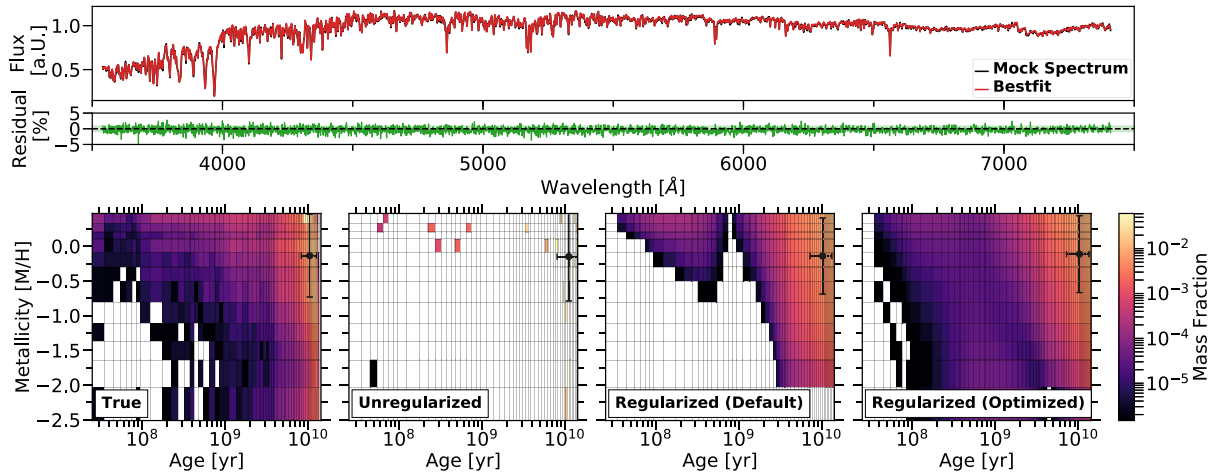 Flux
[a.U.]
1.0
0.5
Mock Spectrum
Bestfit
Residual
[%]
5
0
−5
4000 5000 6000 7000
Wavelength [Å]
Metallicity [M/H]
0.0
−0.5
−1.0
−1.5
−2.0
−2.5
True
Unregularized
Regularized (Default)
Regularized (Optimized)
10⁸ 10⁹ 10¹⁰
10⁸ 10⁹ 10¹⁰
10⁸ 10⁹ 10¹⁰
10⁸ 10⁹ 10¹⁰
Age [yr]
Age [yr]
Age [yr]
Age [yr]
10⁻²
10⁻³
10⁻⁴
10⁻⁵
Mass Fraction